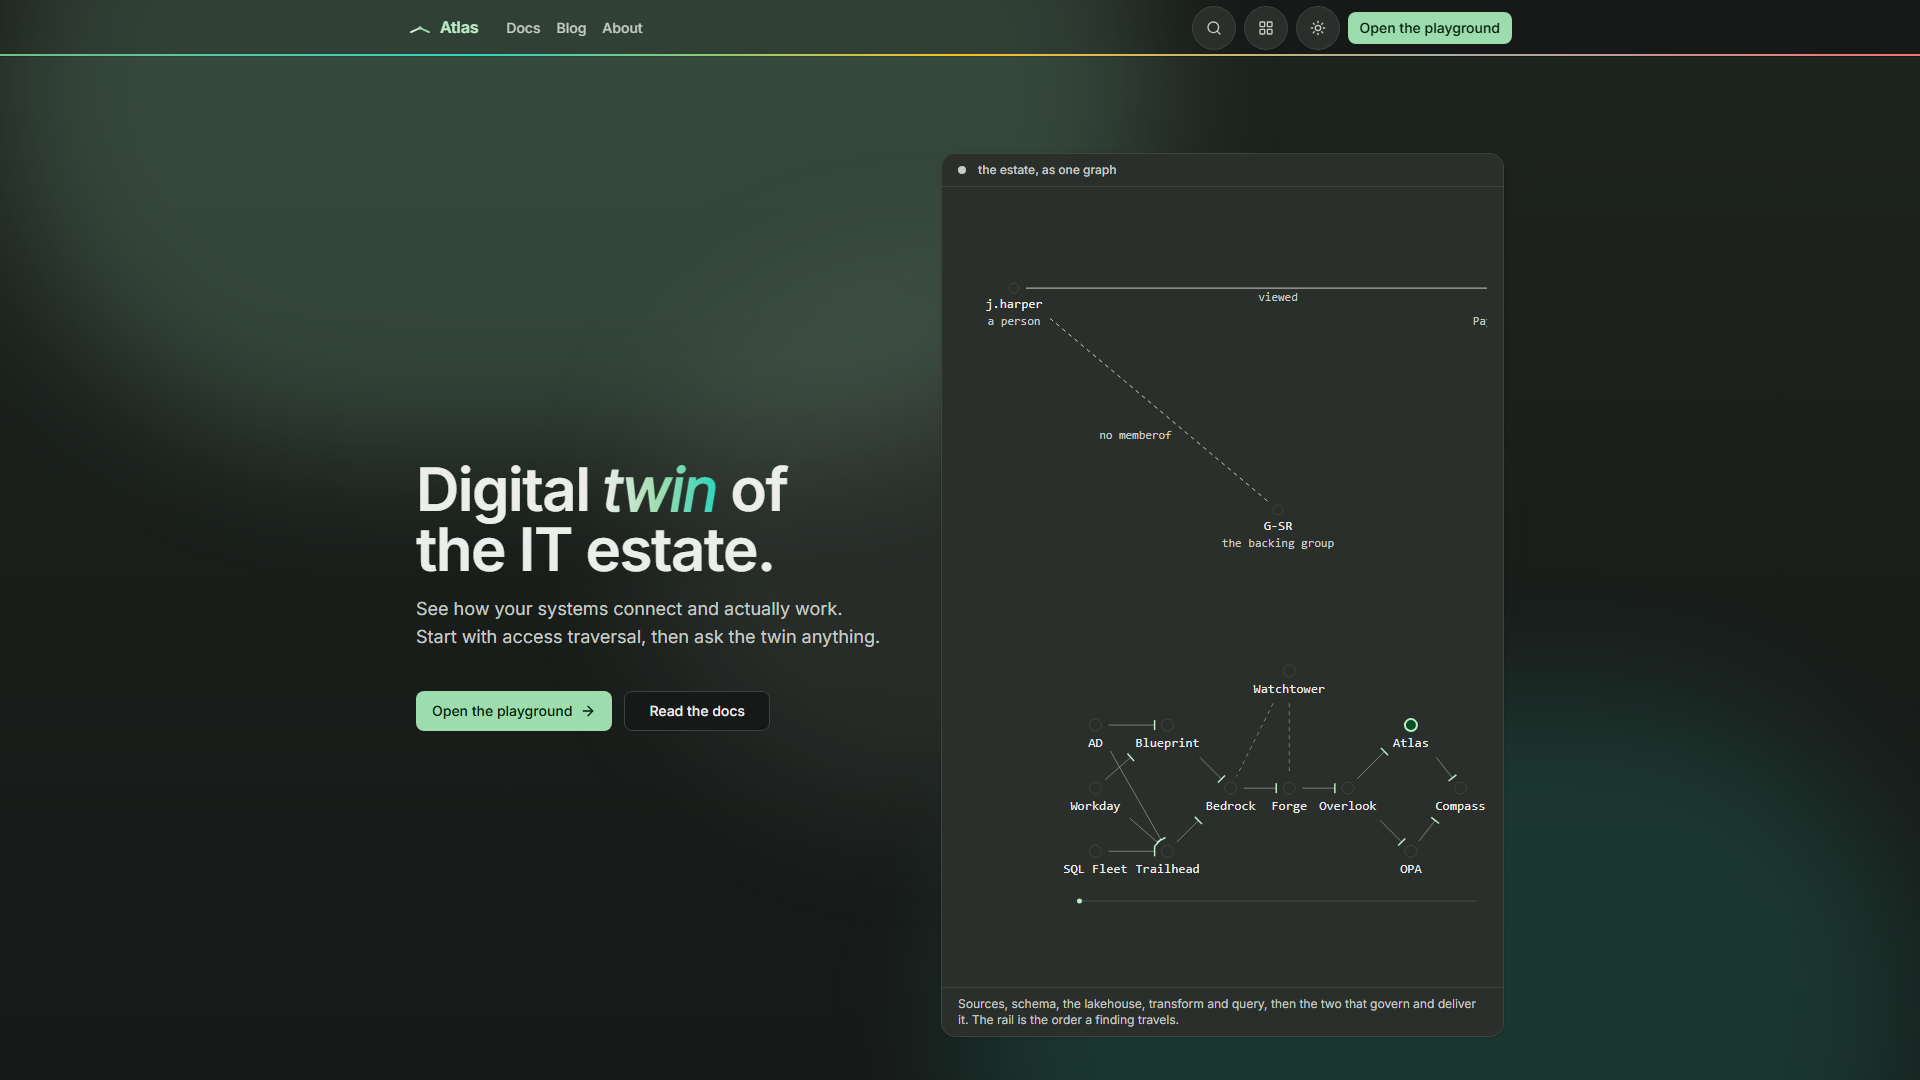 Atlas
Docs
Blog
About
Open the playground
the estate, as one graph
j.harper
a person
viewed
no memberof
G-SR
the backing group
Digital twin of
the IT estate.
See how your systems connect and actually work.
Start with access traversal, then ask the twin anything.
Open the playground
Read the docs
Watchtower
AD
Blueprint
Atlas
Workday
Bedrock
Forge
Overlook
Compass
SQL Fleet
Trailhead
OPA
Sources, schema, the lakehouse, transform and query, then the two that govern and deliver
it. The rail is the order a finding travels.